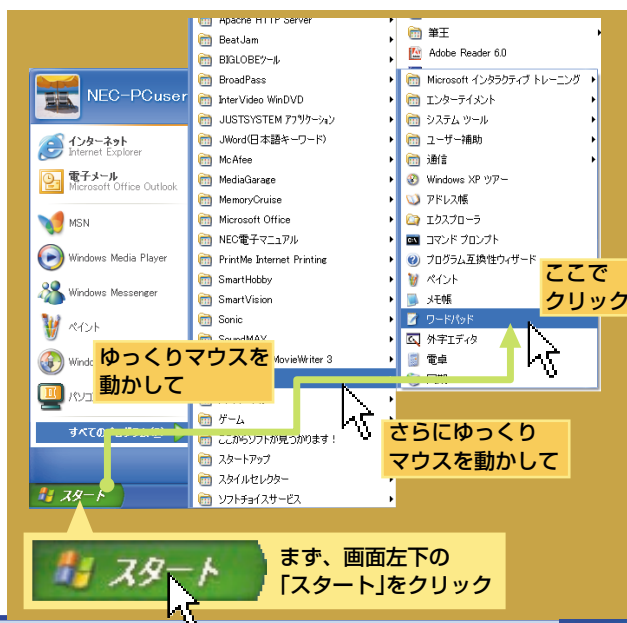 Apache HTTP Server
BeatJam
BIGLOBEツール
BroadPass
InterVideo WinDVD
JUSTSYSTEM アプリケーション
JWord(日本語キーワード)
McAfee
MediaGarage
MemoryCruise
Microsoft Office
NEC電子マニュアル
PrintMe Internet Printing
SmartHobby
SmartVision
Sonic
SoundMAX
MovieWriter 3
ゲーム
ここからソフトが見つかります!
スタートアップ
スタイルセレクター
ソフトチョイスサービス
筆王
Adobe Reader 6.0
Microsoft インタラクティブ トレーニング
エンターテイメント
システム ツール
ユーザー補助
通信
Windows XP ツアー
アドレス帳
エクスプローラ
コマンド プロンプト
プログラム互換性ウィザード
ペイント
メモ帳
ワードパッド
外字エディタ
電卓
同期
NEC-PCuser
インターネット
Internet Explorer
電子メール
Microsoft Office Outlook
MSN
Windows Media Player
Windows Messenger
ペイント
すべての
スタート
ゆっくりマウスを
動かして
さらにゆっくり
マウスを動かして
ここで
クリック
スタート
まず、画面左下の
「スタート」をクリック